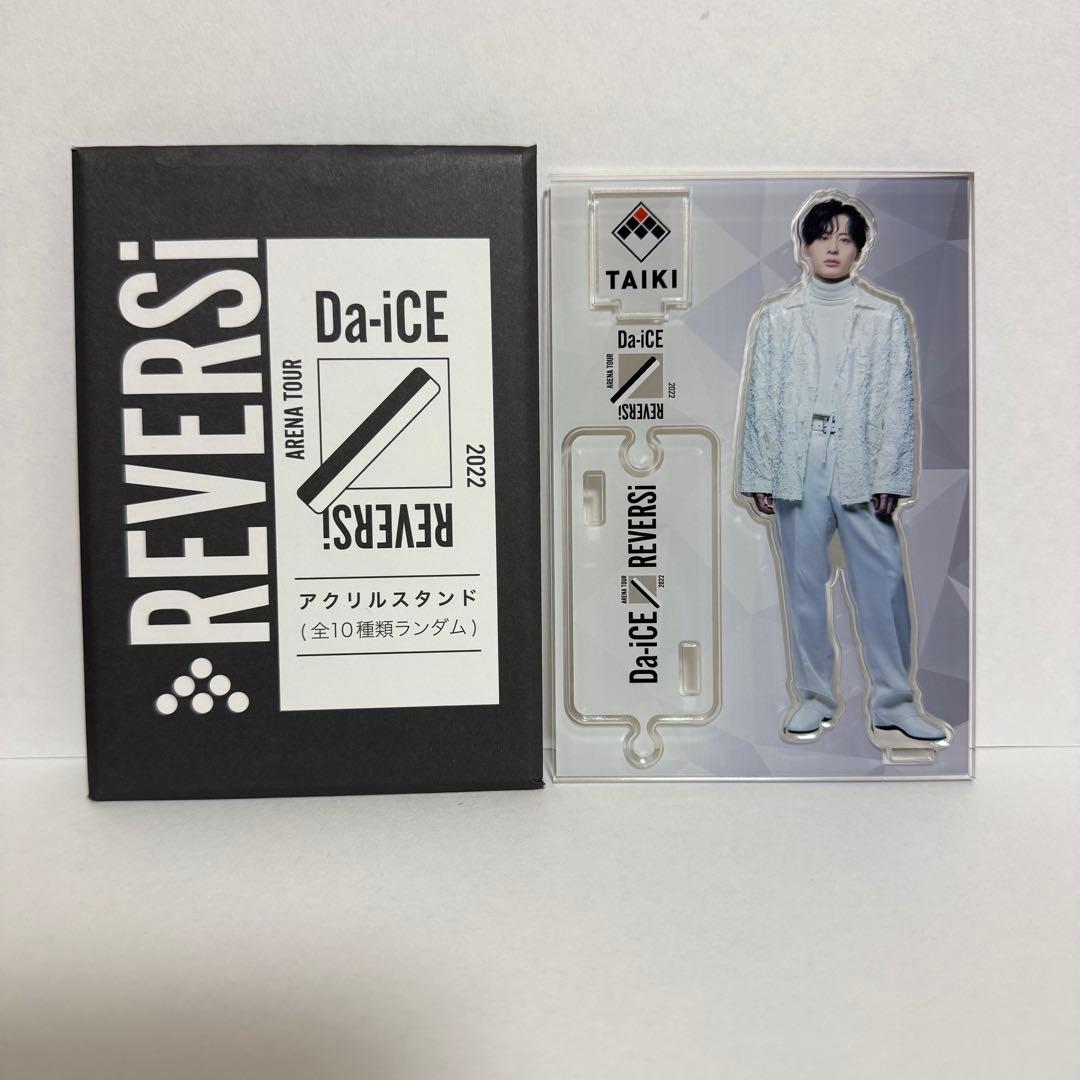 REVERSi
Da-iCE
ARENA TOUR
2022
REVERSi
アクリルスタンド
(全10種類ランダム)
TAIKI
Da-iCE
ARENA TOUR
2022
REVERSi
Da-iCE
ARENA TOUR
2022
REVERSi